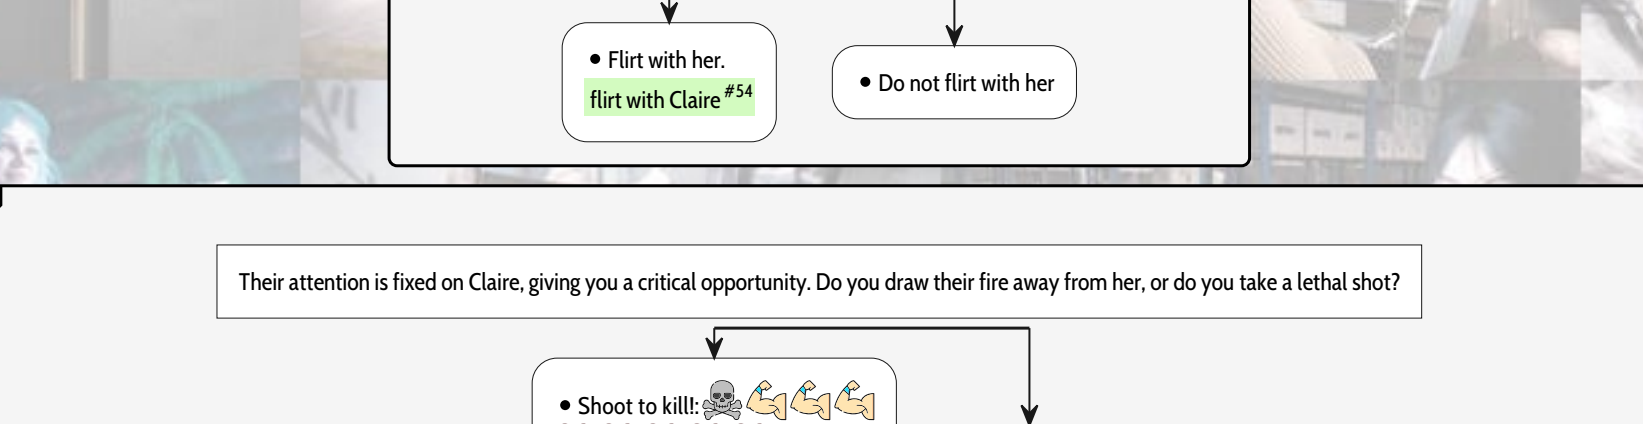 • Flirt with her.
flirt with Claire #54
• Do not flirt with her
Their attention is fixed on Claire, giving you a critical opportunity. Do you draw their fire away from her, or do you take a lethal shot?
• Shoot to kill!: ☠️💪💪💪